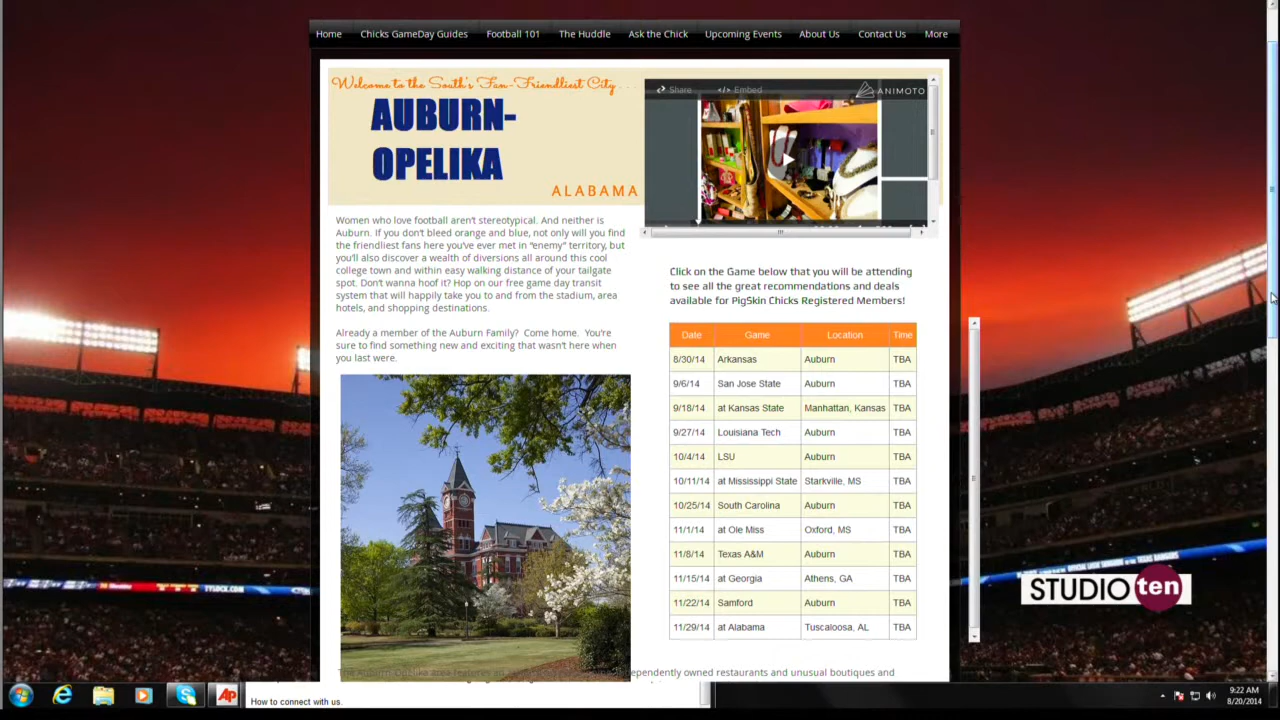 Home Chicks GameDay Guides Football 101 The Huddle Ask the Chick Upcoming Events About Us Contact Us More
Welcome to the South's Fan-Friendliest City . . .
AUBURN-
OPELIKA
ALABAMA
Share </> Embed ANIMOTO
Women who love football aren't stereotypical. And neither is
Auburn. If you don't bleed orange and blue, not only will you find
the friendliest fans here you've ever met in "enemy" territory, but
you'll also discover a wealth of diversions all around this cool
college town and within easy walking distance of your tailgate
spot. Don't wanna hoof it? Hop on our free game day transit
system that will happily take you to and from the stadium, area
hotels, and shopping destinations.
Already a member of the Auburn Family? Come home. You're
sure to find something new and exciting that wasn't here when
you last were.
Click on the Game below that you will be attending
to see all the great recommendations and deals
available for PigSkin Chicks Registered Members!
Date Game Location Time
8/30/14 Arkansas Auburn TBA
9/6/14 San Jose State Auburn TBA
9/18/14 at Kansas State Manhattan, Kansas TBA
9/27/14 Louisiana Tech Auburn TBA
10/4/14 LSU Auburn TBA
10/11/14 at Mississippi State Starkville, MS TBA
10/25/14 South Carolina Auburn TBA
11/1/14 at Ole Miss Oxford, MS TBA
11/8/14 Texas A&M Auburn TBA
11/15/14 at Georgia Athens, GA TBA
11/22/14 Samford Auburn TBA
11/29/14 at Alabama Tuscaloosa, AL TBA
STUDIO ten
The Auburn-Opelika area features independently owned restaurants and unusual boutiques and
AP
How to connect with us.
9:22 AM
8/20/2014